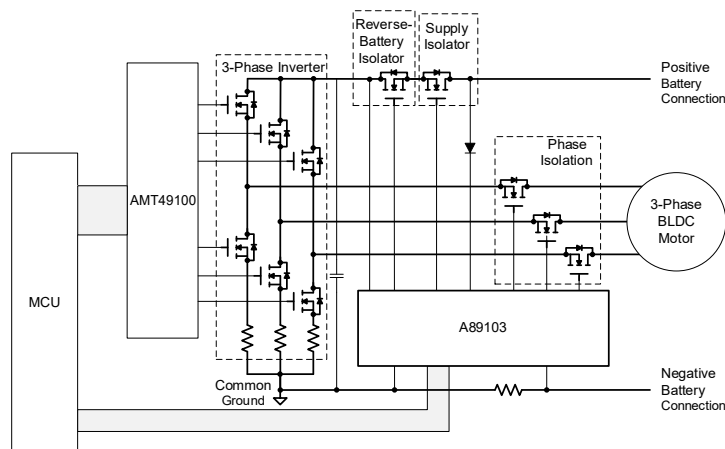 Reverse-
Battery
Isolator
Supply
Isolator
3-Phase Inverter
Positive
Battery
Connection
Phase
Isolation
AMT49100
3-Phase
BLDC
Motor
MCU
A89103
Common
Ground
Negative
Battery
Connection